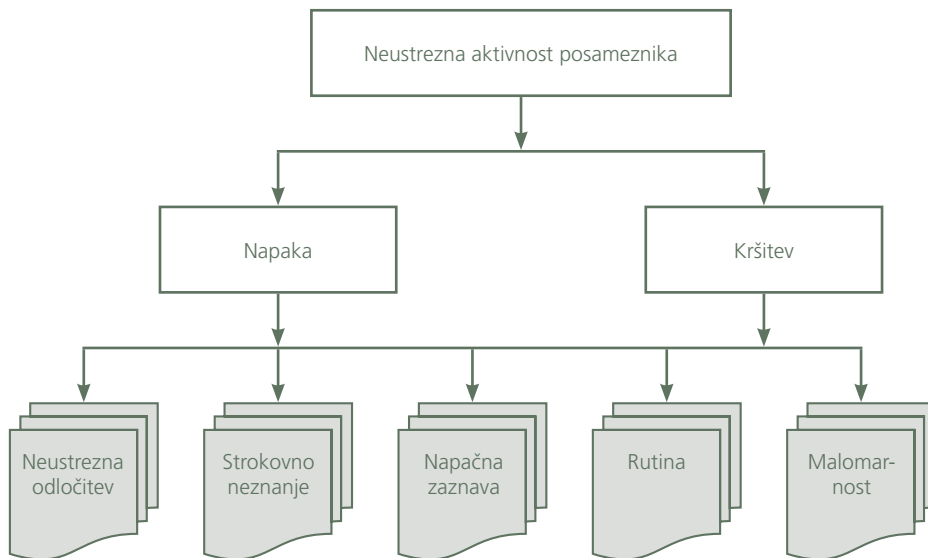 Neustrezna aktivnost posameznika
Napaka
Kršitev
Neustrezna
odločitev
Strokovno
neznanje
Napačna
zaznava
Rutina
Malomar-
nost